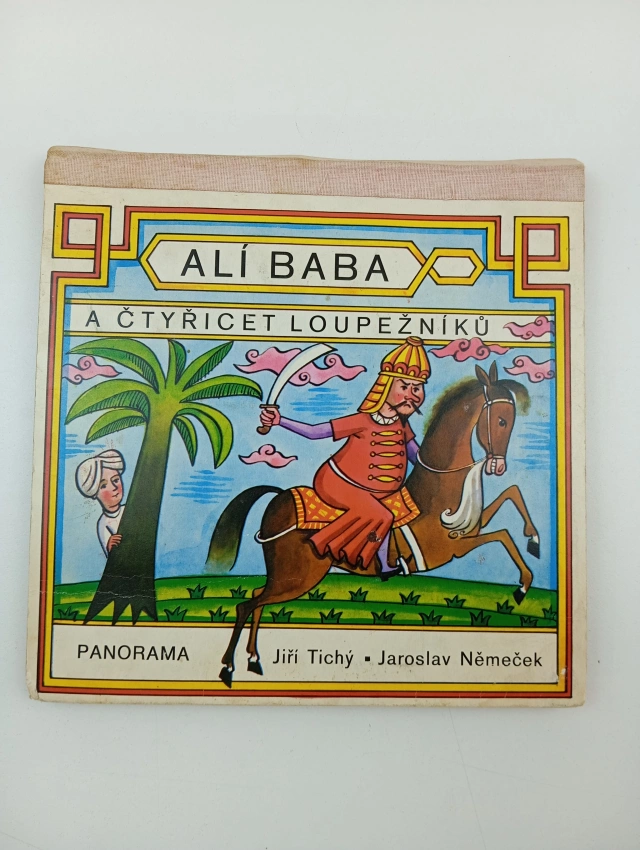 ALÍ BABA
A ČTYŘICET LOUPEŽNÍKŮ
PANORAMA
Jiří Tichý ▪ Jaroslav Němeček